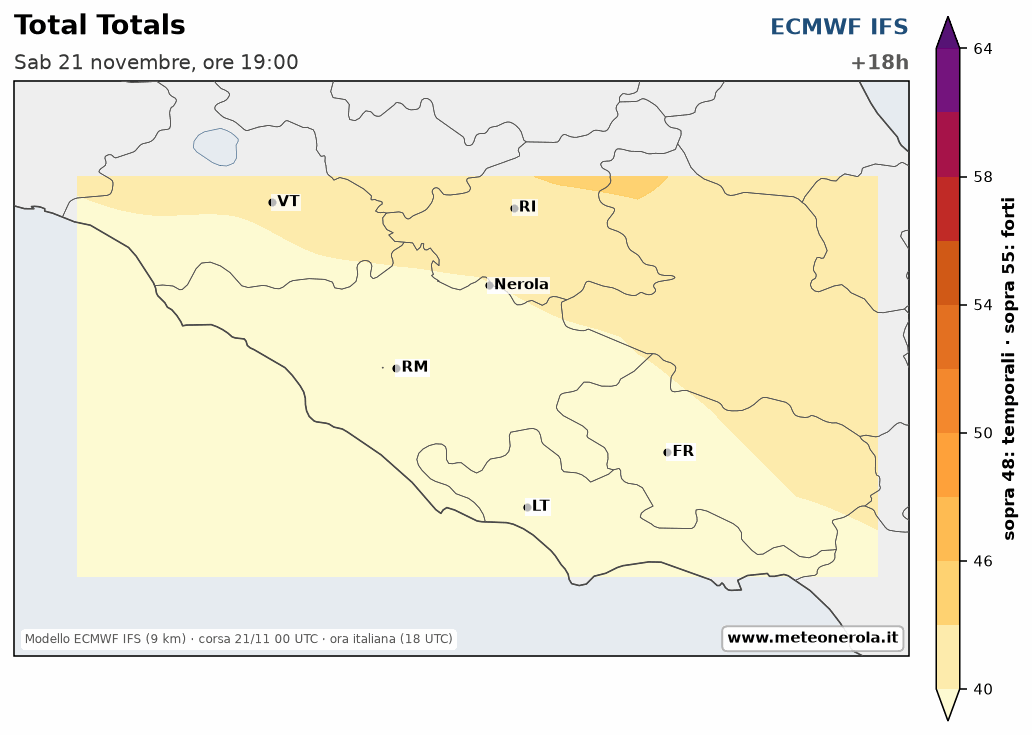 Total Totals
ECMWF IFS
Sab 21 novembre, ore 19:00
+18h
VT
RI
Nerola
RM
FR
LT
Modello ECMWF IFS (9 km) · corsa 21/11 00 UTC · ora italiana (18 UTC)
www.meteonerola.it
64
58
54
50
46
40
sopra 48: temporali · sopra 55: forti